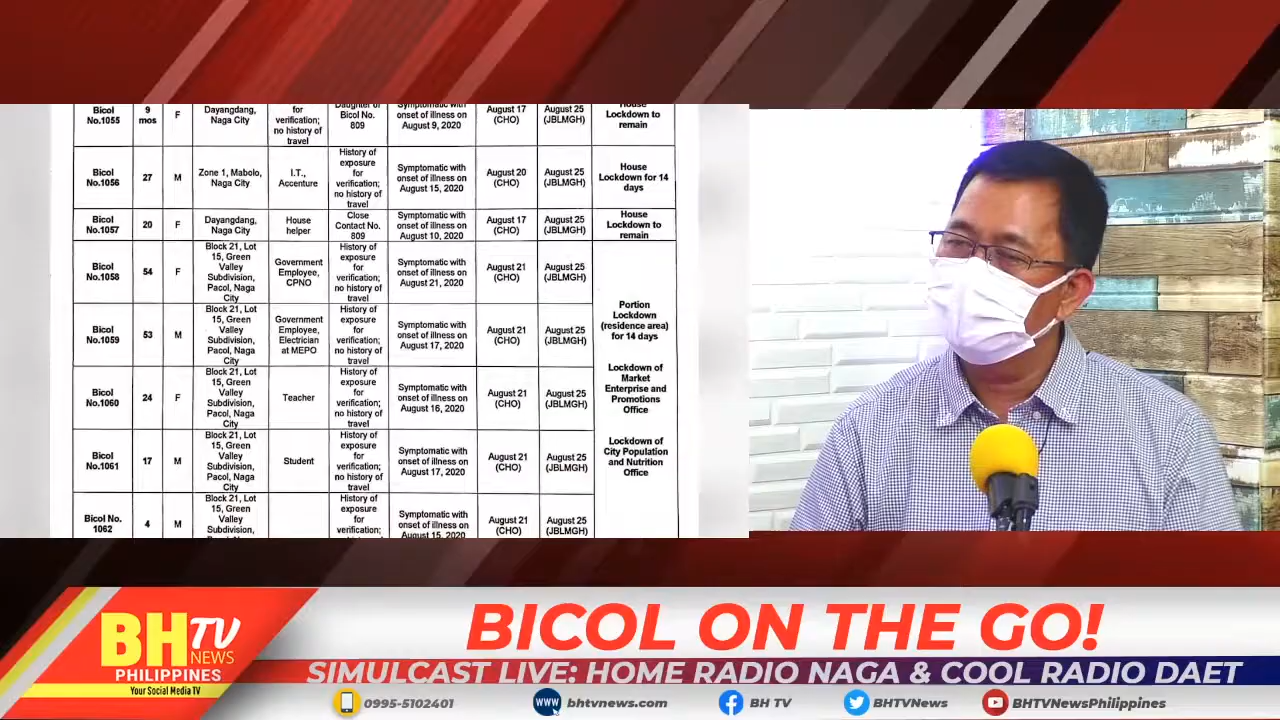 Bicol No.1055 9 mos F Dayangdang, Naga City for verification; no history of travel Daughter of Bicol No. 809 Symptomatic with onset of illness on August 9, 2020 August 17 (CHO) August 25 (JBLMGH) House Lockdown to remain
Bicol No.1056 27 M Zone 1, Mabolo, Naga City I.T., Accenture History of exposure for verification; no history of travel Symptomatic with onset of illness on August 15, 2020 August 20 (CHO) August 25 (JBLMGH) House Lockdown for 14 days
Bicol No.1057 20 F Dayangdang, Naga City House helper Close Contact No. 809 Symptomatic with onset of illness on August 10, 2020 August 17 (CHO) August 25 (JBLMGH) House Lockdown to remain
Bicol No.1058 54 F Block 21, Lot 15, Green Valley Subdivision, Pacol, Naga City Government Employee, CPNO History of exposure for verification; no history of travel Symptomatic with onset of illness on August 21, 2020 August 21 (CHO) August 25 (JBLMGH)
Bicol No.1059 53 M Block 21, Lot 15, Green Valley Subdivision, Pacol, Naga City Government Employee, Electrician at MEPO History of exposure for verification; no history of travel Symptomatic with onset of illness on August 17, 2020 August 21 (CHO) August 25 (JBLMGH)
Portion Lockdown (residence area) for 14 days
Bicol No.1060 24 F Block 21, Lot 15, Green Valley Subdivision, Pacol, Naga City Teacher History of exposure for verification; no history of travel Symptomatic with onset of illness on August 16, 2020 August 21 (CHO) August 25 (JBLMGH)
Lockdown of Market Enterprise and Promotions Office
Bicol No.1061 17 M Block 21, Lot 15, Green Valley Subdivision, Pacol, Naga City Student History of exposure for verification; no history of travel Symptomatic with onset of illness on August 17, 2020 August 21 (CHO) August 25 (JBLMGH)
Lockdown of City Population and Nutrition Office
Bicol No. 1062 4 M Block 21, Lot 15, Green Valley Subdivision, History of exposure for verification; Symptomatic with onset of illness on August 15, 2020 August 21 (CHO) August 25 (JBLMGH)
BH TV NEWS
PHILIPPINES
Your Social Media TV
BICOL ON THE GO!
SIMULCAST LIVE: HOME RADIO NAGA & COOL RADIO DAET
0995-5102401 www bhtvnews.com BH TV BHTVNews BHTVNewsPhilippines